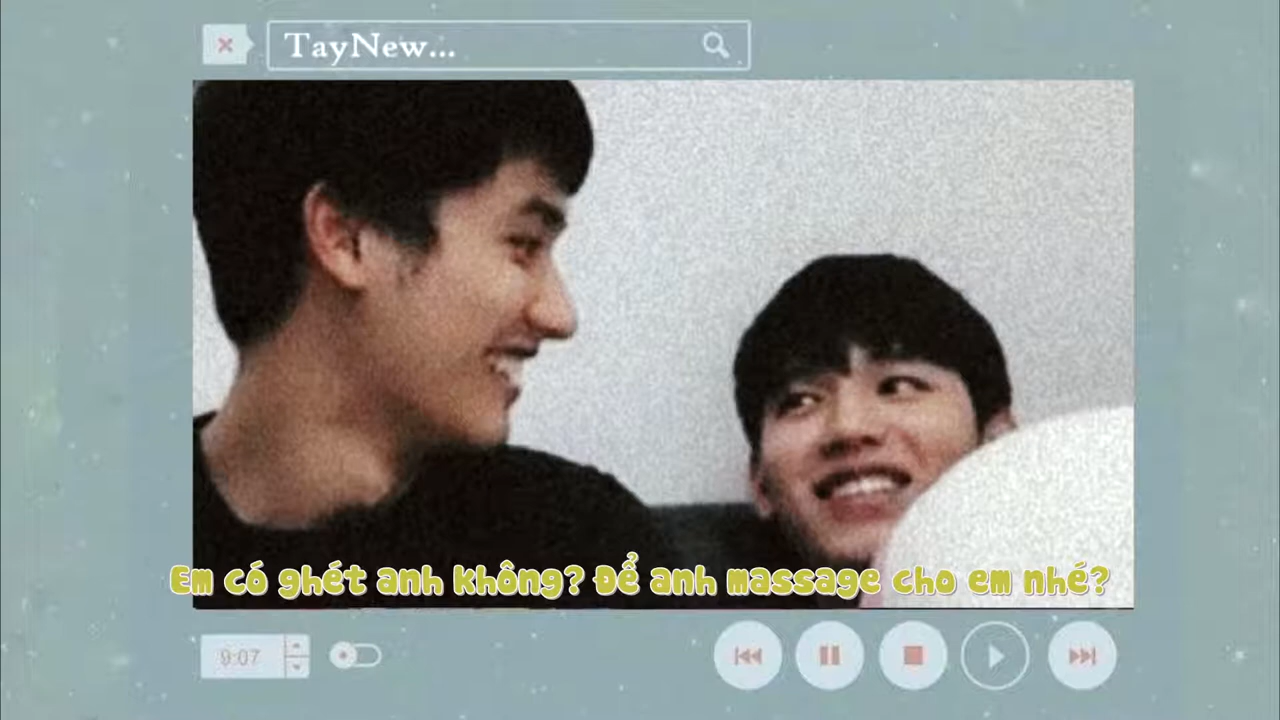 TayNew...
Em có ghét anh không? Để anh massage cho em nhé?
9:07